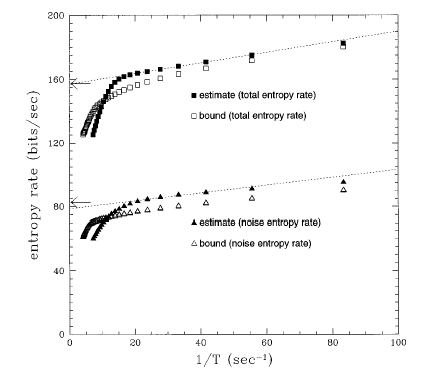 200
160
120
80
40
0
entropy rate (bits/sec)
estimate (total entropy rate)
bound (total entropy rate)
estimate (noise entropy rate)
bound (noise entropy rate)
0 20 40 60 80 100
1/T (sec⁻¹)